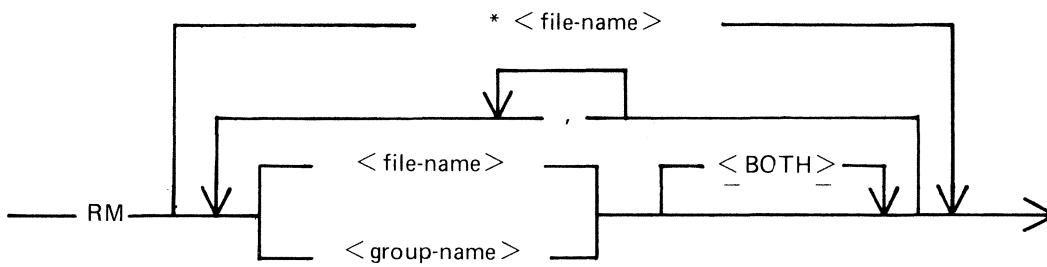 * <file-name>
,
<file-name>
<BOTH>
RM
<group-name>